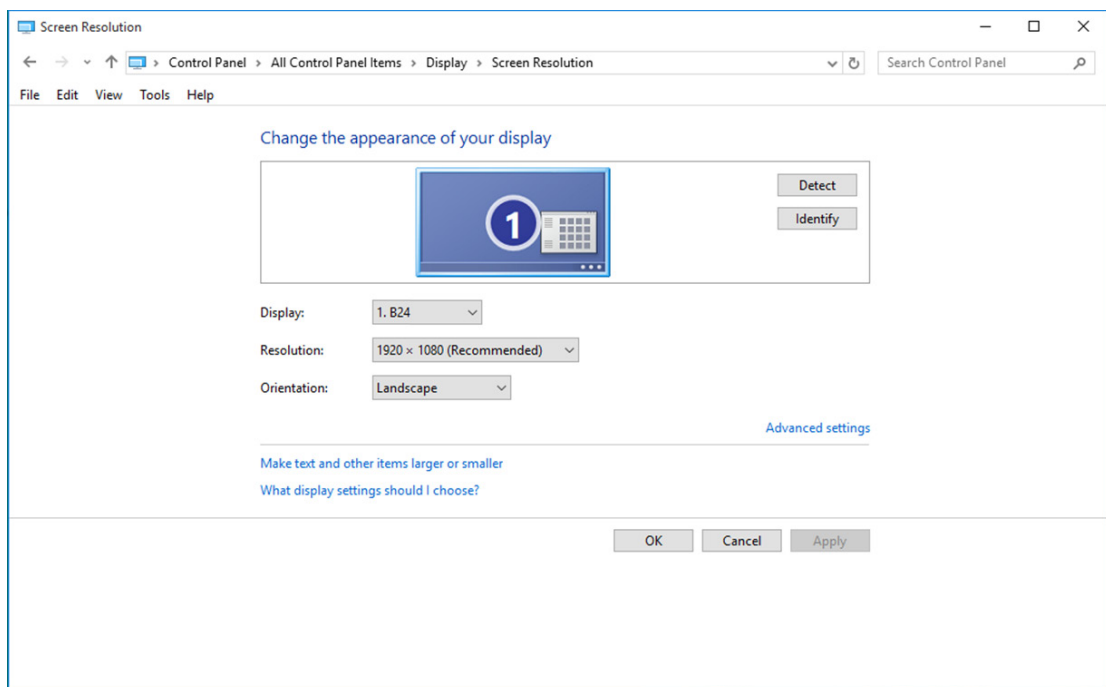 Screen Resolution
Control Panel > All Control Panel Items > Display > Screen Resolution
Search Control Panel
File Edit View Tools Help
Change the appearance of your display
1
Detect
Identify
Display: 1. B24
Resolution: 1920 × 1080 (Recommended)
Orientation: Landscape
Advanced settings
Make text and other items larger or smaller
What display settings should I choose?
OK Cancel Apply